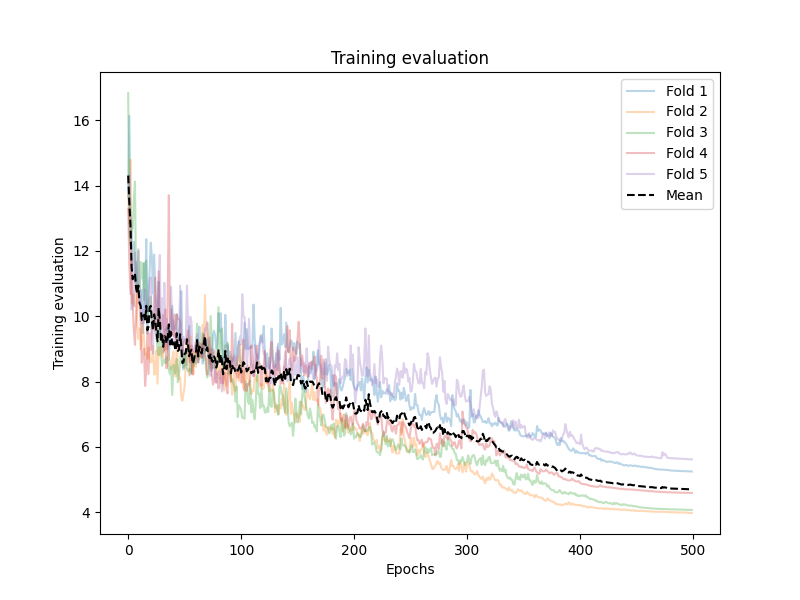 Training evaluation
Training evaluation
16
14
12
10
8
6
4
Fold 1
Fold 2
Fold 3
Fold 4
Fold 5
Mean
0 100 200 300 400 500
Epochs